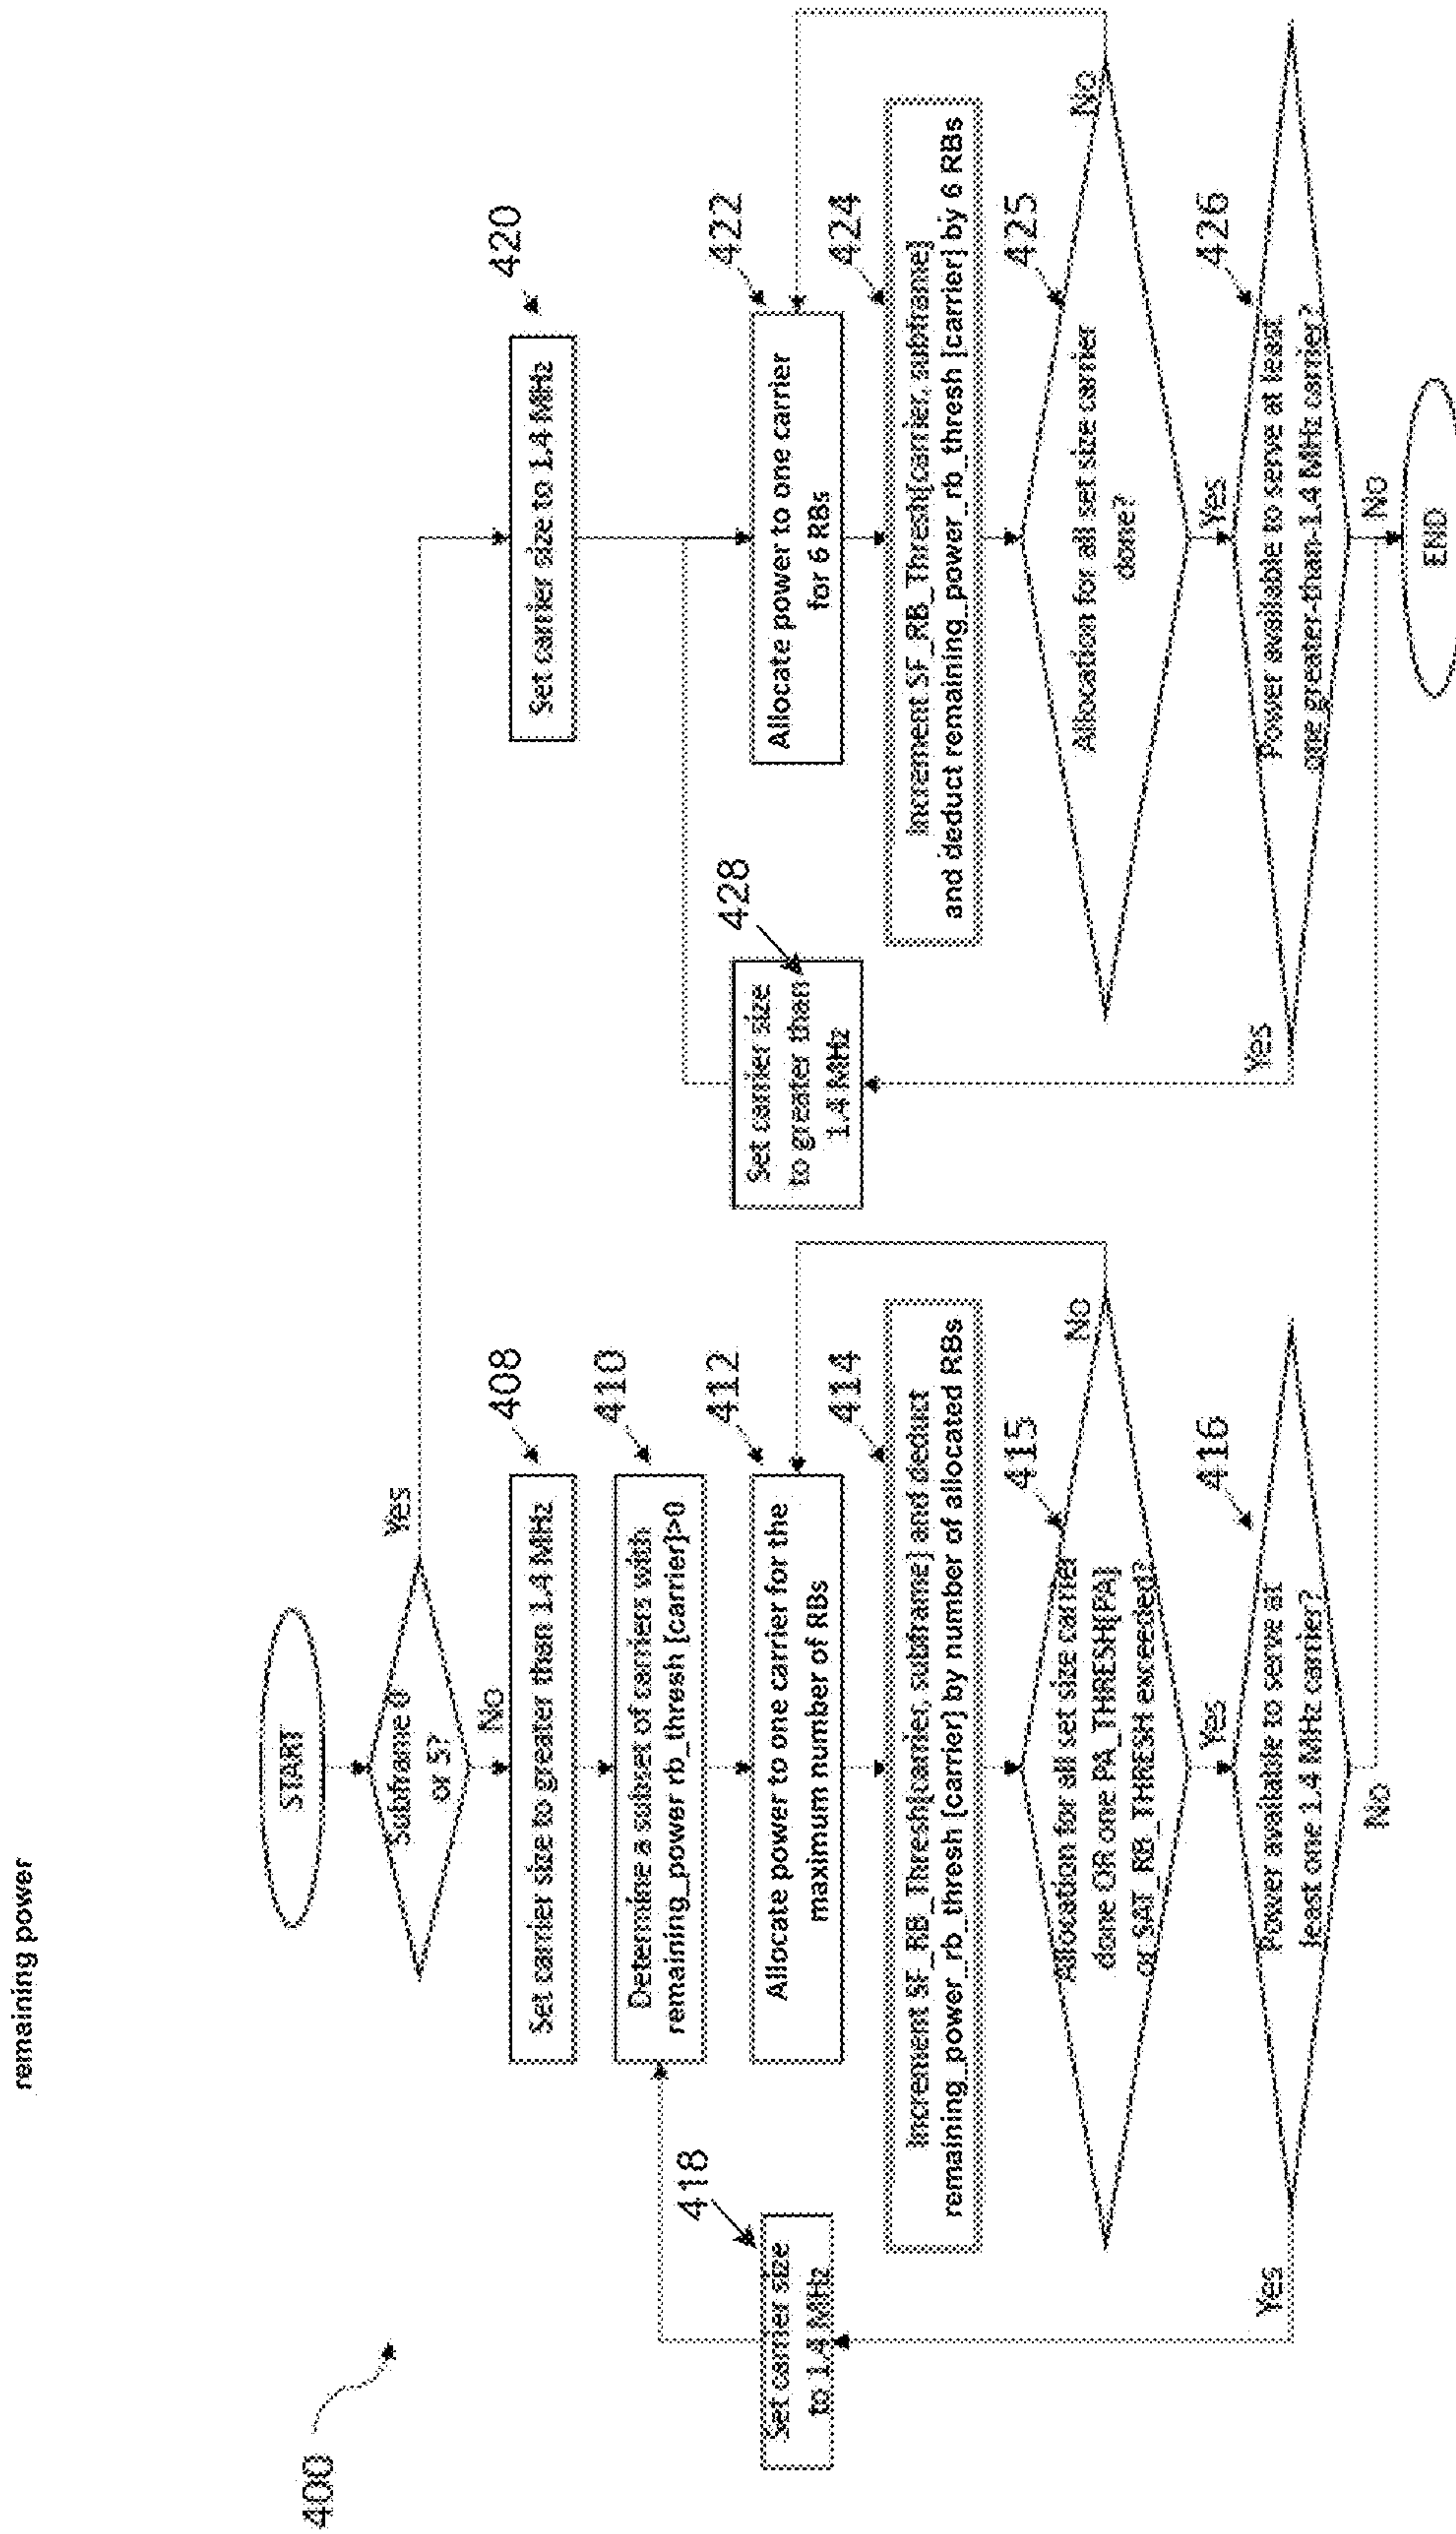 remaining power
400
START
Subframe 0
or 5?
Yes
No
Set carrier size to greater than 1.4 MHz
408
Determine a subset of carriers with
remaining_power rb_thresh [carrier]>0
410
Allocate power to one carrier for the
maximum number of RBs
412
Increment SF_RB_Thresh[carrier, subframe] and deduct
remaining_power_rb_thresh [carrier] by number of allocated RBs
414
Allocation for all set size carrier
done OR one PA_THRESH[PA]
or SAT_RB_THRESH exceeded?
415
No
Yes
Power available to serve at
least one 1.4 MHz carrier?
416
Yes
No
Set carrier size
to 1.4 MHz
418
Set carrier size to 1.4 MHz
420
Allocate power to one carrier
for 6 RBs
422
Increment SF_RB_Thresh[carrier, subframe]
and deduct remaining_power_rb_thresh [carrier] by 6 RBs
424
Allocation for all set size carrier
done?
425
No
Yes
Power available to serve at least
one greater-than-1.4 MHz carrier?
426
Yes
No
Set carrier size
to greater than
1.4 MHz
428
END